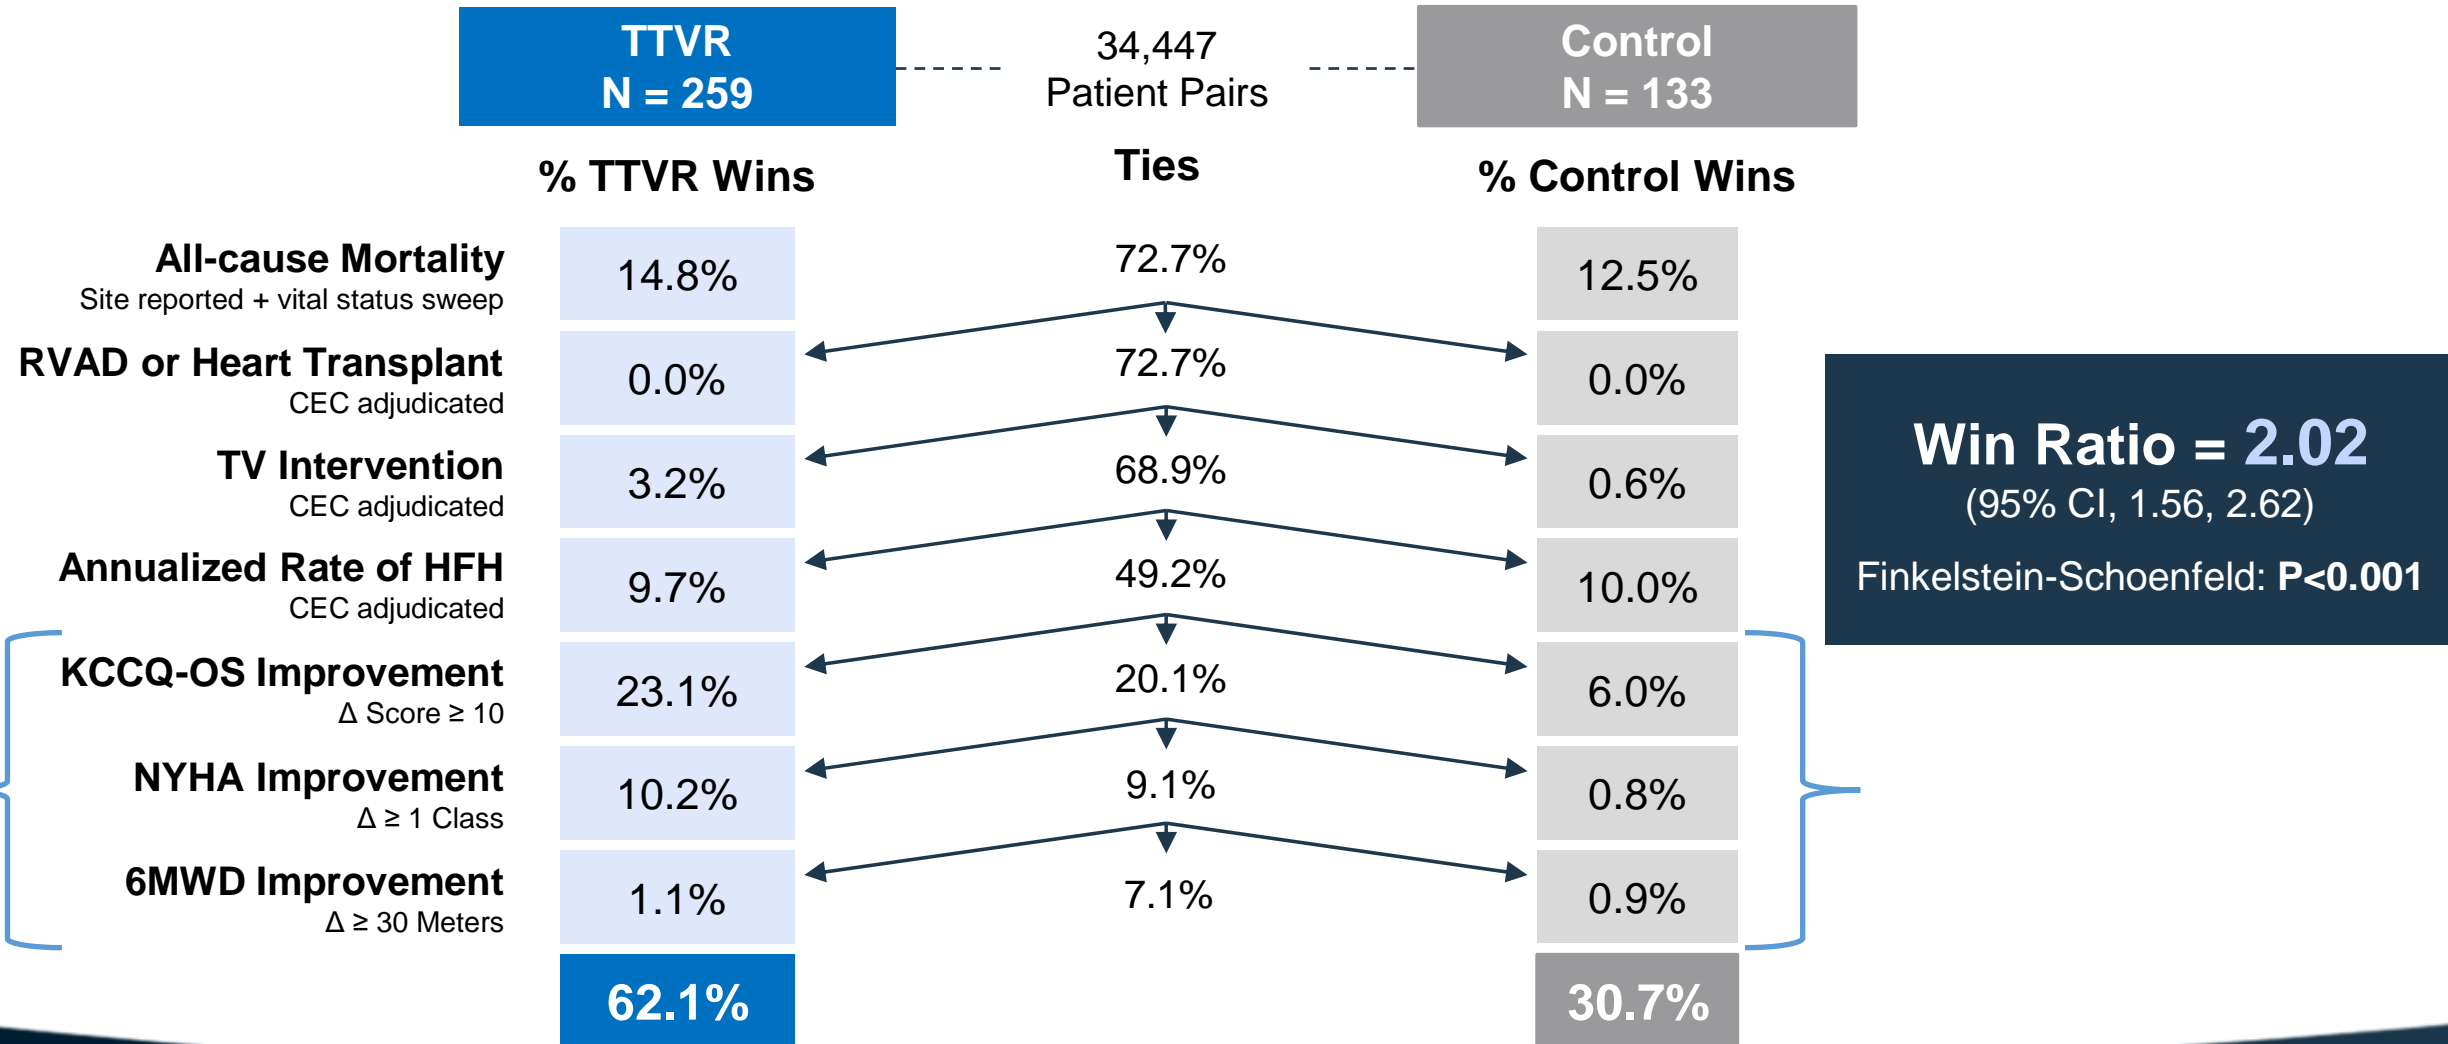 TTVR
N = 259
34,447
Patient Pairs
Control
N = 133
% TTVR Wins
Ties
% Control Wins
All-cause Mortality
Site reported + vital status sweep
14.8%
72.7%
12.5%
RVAD or Heart Transplant
CEC adjudicated
0.0%
72.7%
0.0%
TV Intervention
CEC adjudicated
3.2%
68.9%
0.6%
Annualized Rate of HFH
CEC adjudicated
9.7%
49.2%
10.0%
KCCQ-OS Improvement
Δ Score ≥ 10
23.1%
20.1%
6.0%
NYHA Improvement
Δ ≥ 1 Class
10.2%
9.1%
0.8%
6MWD Improvement
Δ ≥ 30 Meters
1.1%
7.1%
0.9%
62.1%
30.7%
Win Ratio = 2.02
(95% CI, 1.56, 2.62)
Finkelstein-Schoenfeld: P<0.001